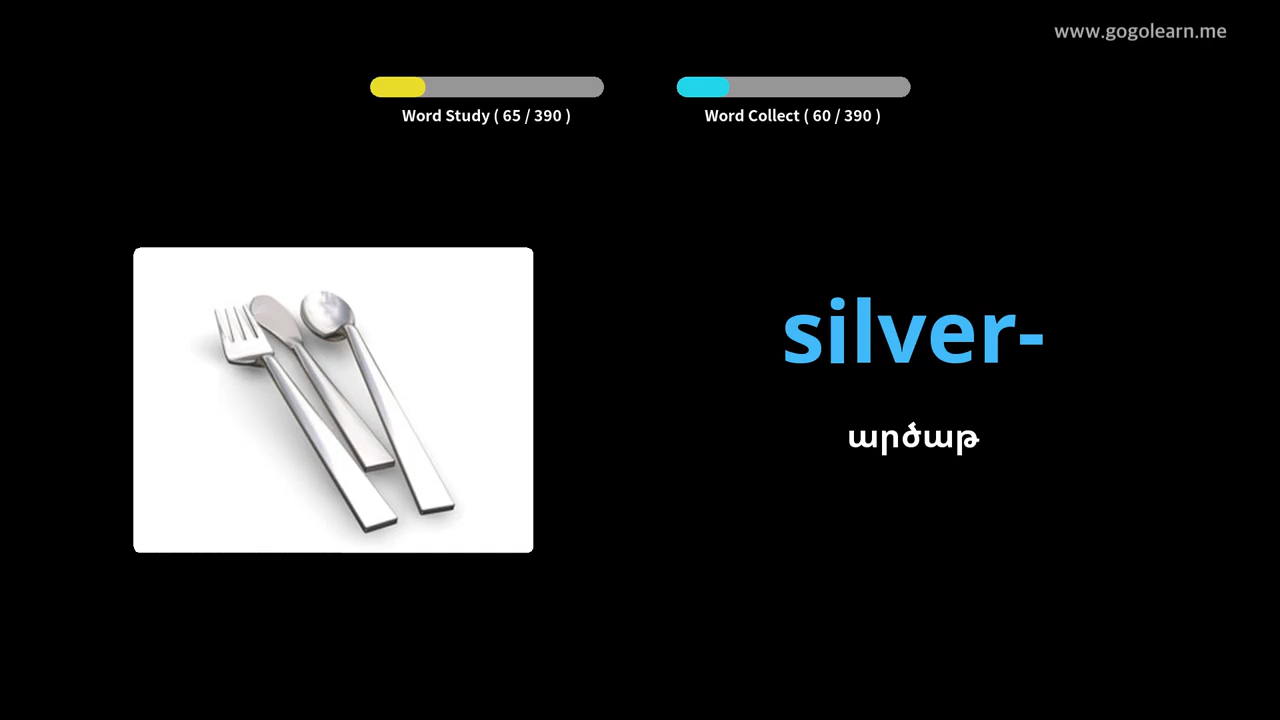 www.gogolearn.me
Word Study ( 65 / 390 )
Word Collect ( 60 / 390 )
silver-
արծաթ